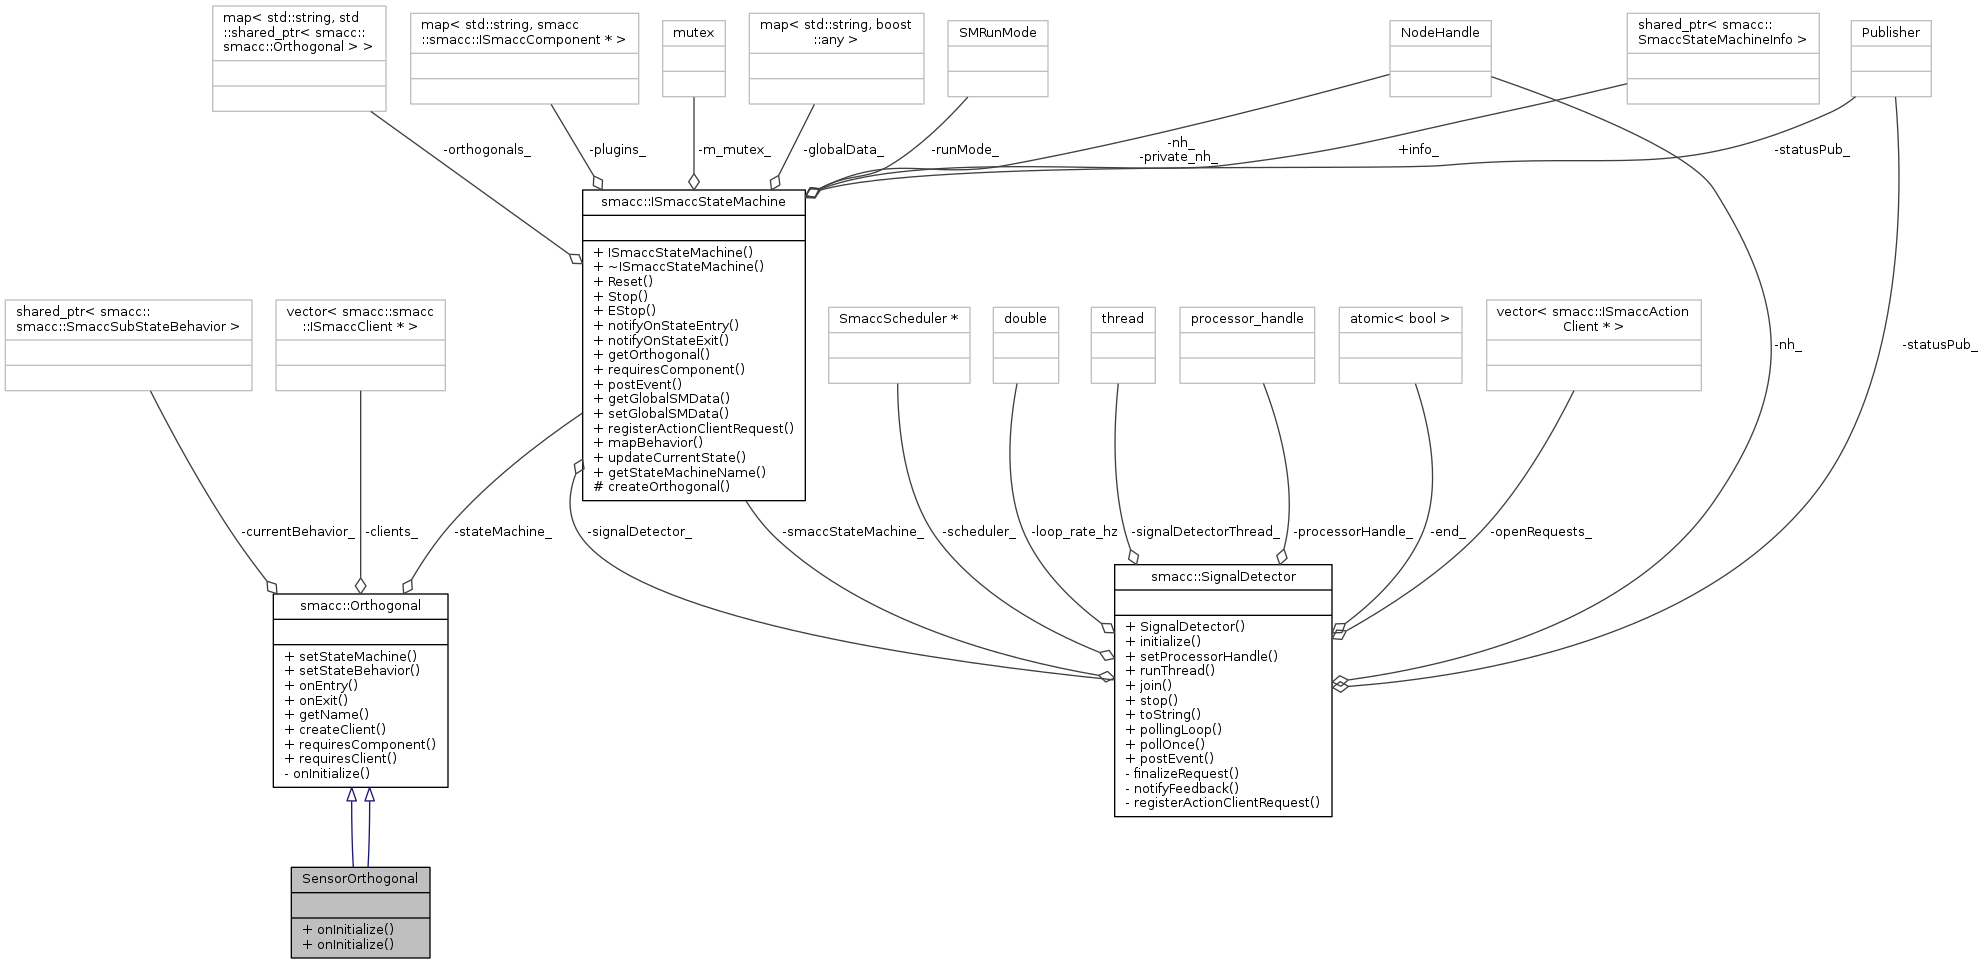 map< std::string, std
::shared_ptr< smacc::
smacc::Orthogonal > >
map< std::string, smacc
::smacc::ISmaccComponent * >
mutex
map< std::string, boost
::any >
SMRunMode
NodeHandle
shared_ptr< smacc::
SmaccStateMachineInfo >
Publisher
-orthogonals_
-plugins_
-m_mutex_
-globalData_
-runMode_
-nh_
-private_nh_
+info_
-statusPub_
smacc::ISmaccStateMachine
+ ISmaccStateMachine()
+ ~ISmaccStateMachine()
+ Reset()
+ Stop()
+ EStop()
+ notifyOnStateEntry()
+ notifyOnStateExit()
+ getOrthogonal()
+ requiresComponent()
+ postEvent()
+ getGlobalSMData()
+ setGlobalSMData()
+ registerActionClientRequest()
+ mapBehavior()
+ updateCurrentState()
+ getStateMachineName()
# createOrthogonal()
shared_ptr< smacc::
smacc::SmaccSubStateBehavior >
vector< smacc::smacc
::ISmaccClient * >
SmaccScheduler *
double
thread
processor_handle
atomic< bool >
vector< smacc::ISmaccAction
Client * >
-nh_
-statusPub_
-currentBehavior_
-clients_
-stateMachine_
-signalDetector_
-smaccStateMachine_
-scheduler_
-loop_rate_hz
-signalDetectorThread_
-processorHandle_
-end_
-openRequests_
smacc::Orthogonal
+ setStateMachine()
+ setStateBehavior()
+ onEntry()
+ onExit()
+ getName()
+ createClient()
+ requiresComponent()
+ requiresClient()
- onInitialize()
smacc::SignalDetector
+ SignalDetector()
+ initialize()
+ setProcessorHandle()
+ runThread()
+ join()
+ stop()
+ toString()
+ pollingLoop()
+ pollOnce()
+ postEvent()
- finalizeRequest()
- notifyFeedback()
- registerActionClientRequest()
SensorOrthogonal
+ onInitialize()
+ onInitialize()